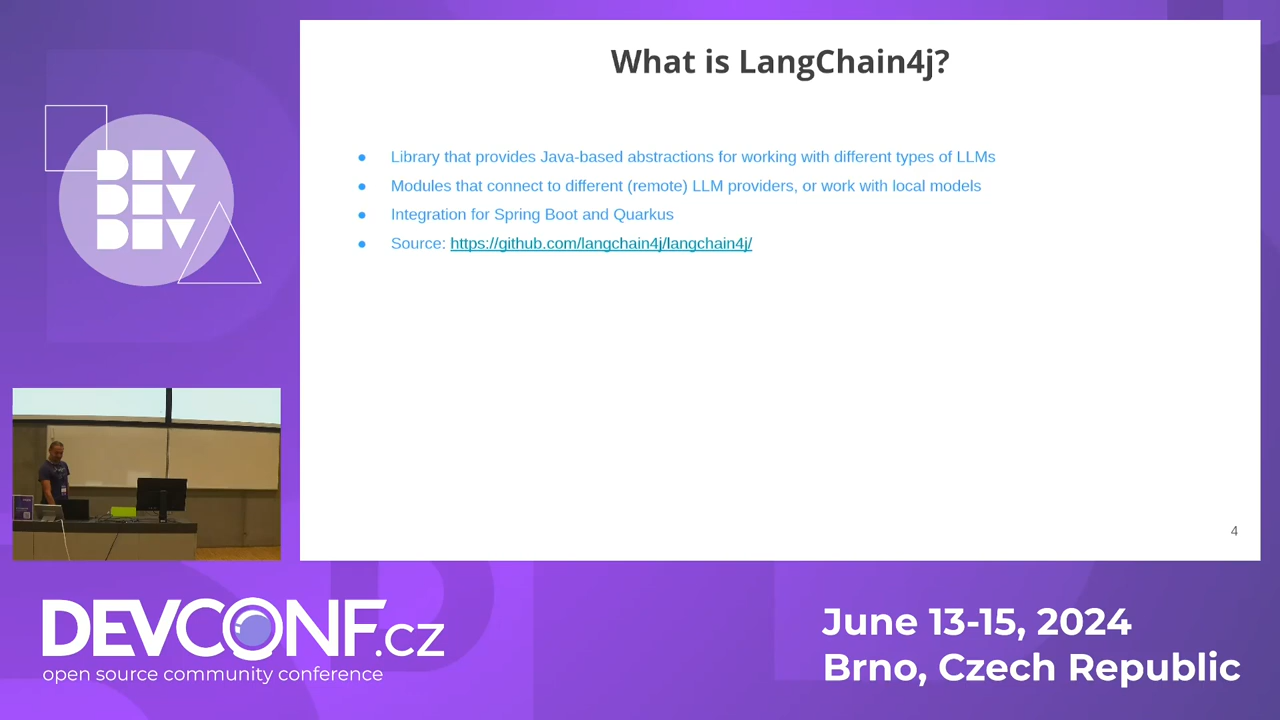 What is LangChain4j?
● Library that provides Java-based abstractions for working with different types of LLMs
● Modules that connect to different (remote) LLM providers, or work with local models
● Integration for Spring Boot and Quarkus
● Source: https://github.com/langchain4j/langchain4j/
4
DEV
DEV
DEV
DEVCONF.cz
open source community conference
June 13-15, 2024
Brno, Czech Republic